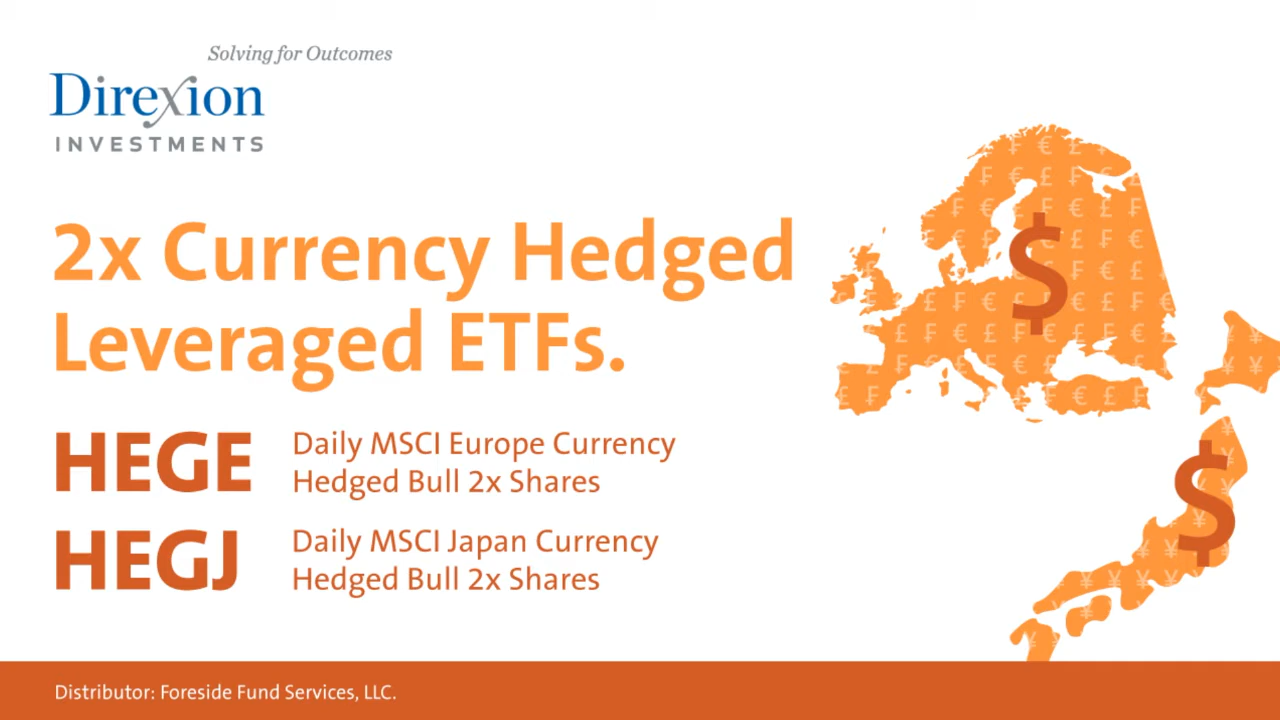 Solving for Outcomes
Direxion
INVESTMENTS
2x Currency Hedged
Leveraged ETFs.
HEGE
Daily MSCI Europe Currency
Hedged Bull 2x Shares
HEGJ
Daily MSCI Japan Currency
Hedged Bull 2x Shares
$
$
Distributor: Foreside Fund Services, LLC.